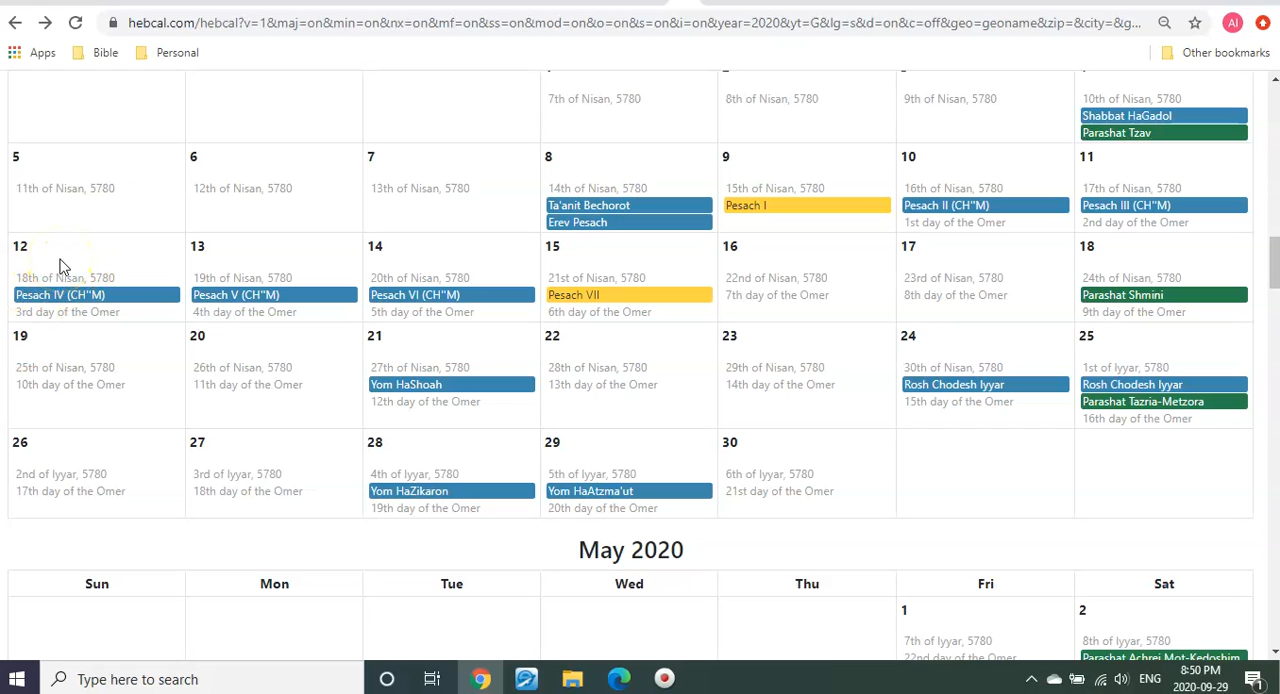 hebcal.com/hebcal?v=1&maj=on&min=on&nx=on&mf=on&ss=on&mod=on&o=on&s=on&i=on&year=2020&yt=G&lg=s&d=on&c=off&geo=geoname&zip=&city=&g...
AI
Apps Bible Personal Other bookmarks
7th of Nisan, 5780 8th of Nisan, 5780 9th of Nisan, 5780 10th of Nisan, 5780
Shabbat HaGadol
Parashat Tzav
5 6 7 8 9 10 11
11th of Nisan, 5780 12th of Nisan, 5780 13th of Nisan, 5780 14th of Nisan, 5780 15th of Nisan, 5780 16th of Nisan, 5780 17th of Nisan, 5780
Ta'anit Bechorot Pesach I Pesach II (CH"M) Pesach III (CH"M)
Erev Pesach 1st day of the Omer 2nd day of the Omer
12 13 14 15 16 17 18
18th of Nisan, 5780 19th of Nisan, 5780 20th of Nisan, 5780 21st of Nisan, 5780 22nd of Nisan, 5780 23rd of Nisan, 5780 24th of Nisan, 5780
Pesach IV (CH"M) Pesach V (CH"M) Pesach VI (CH"M) Pesach VII 7th day of the Omer 8th day of the Omer Parashat Shmini
3rd day of the Omer 4th day of the Omer 5th day of the Omer 6th day of the Omer 9th day of the Omer
19 20 21 22 23 24 25
25th of Nisan, 5780 26th of Nisan, 5780 27th of Nisan, 5780 28th of Nisan, 5780 29th of Nisan, 5780 30th of Nisan, 5780 1st of Iyyar, 5780
10th day of the Omer 11th day of the Omer Yom HaShoah 13th day of the Omer 14th day of the Omer Rosh Chodesh Iyyar Rosh Chodesh Iyyar
12th day of the Omer 15th day of the Omer Parashat Tazria-Metzora
16th day of the Omer
26 27 28 29 30
2nd of Iyyar, 5780 3rd of Iyyar, 5780 4th of Iyyar, 5780 5th of Iyyar, 5780 6th of Iyyar, 5780
17th day of the Omer 18th day of the Omer Yom HaZikaron Yom HaAtzma'ut 21st day of the Omer
19th day of the Omer 20th day of the Omer
May 2020
Sun Mon Tue Wed Thu Fri Sat
1 2
7th of Iyyar, 5780 8th of Iyyar, 5780
22nd day of the Omer Parashat Achrei Mot-Kedoshim
Type here to search ENG 8:50 PM
2020-09-29 1